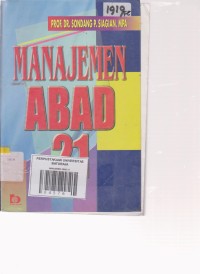 1919
PROF. DR. SONDANG P. SIAGIAN, MPA
MANAJEMEN
ABAD
21